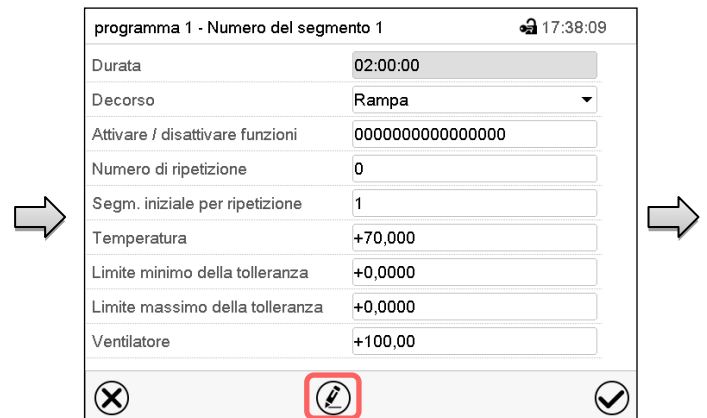 programma 1 - Numero del segmento 1 17:38:09
Durata 02:00:00
Decorso Rampa
Attivare / disattivare funzioni 0000000000000000
Numero di ripetizione 0
Segm. iniziale per ripetizione 1
Temperatura +70,000
Limite minimo della tolleranza +0,0000
Limite massimo della tolleranza +0,0000
Ventilatore +100,00